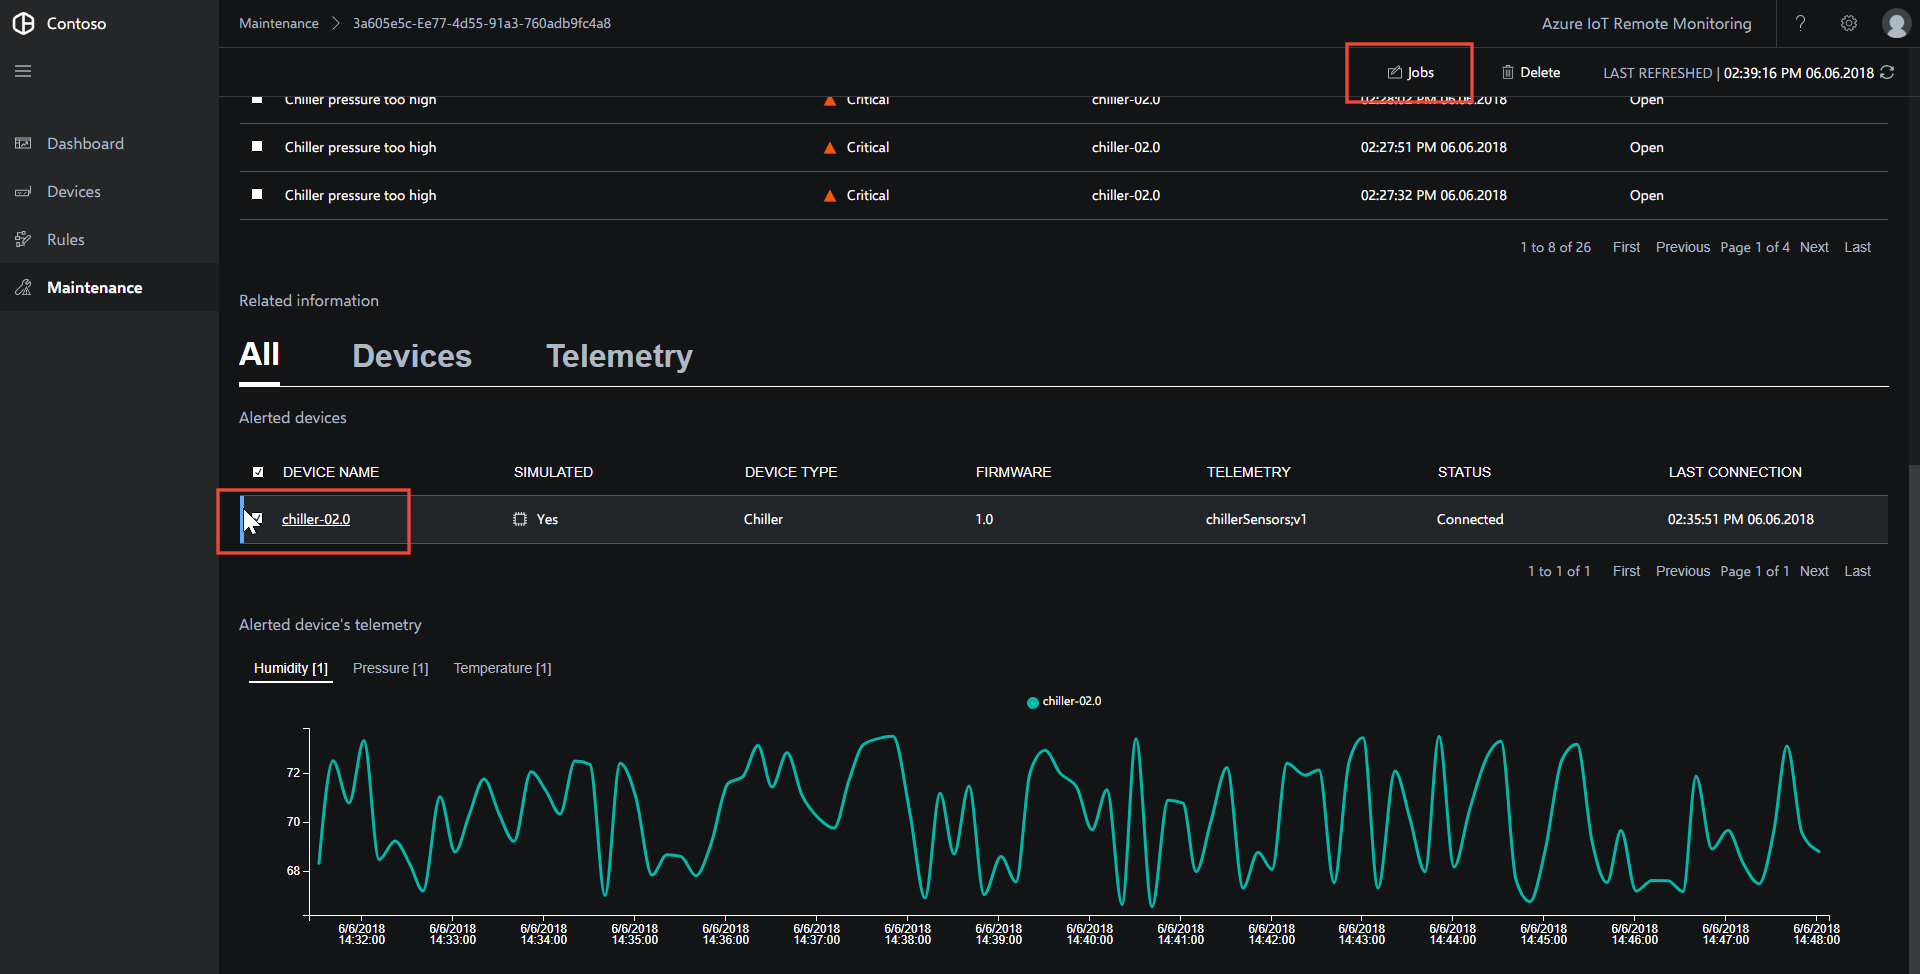 Contoso
Maintenance > 3a605e5c-Ee77-4d55-91a3-760adb9fc4a8
Azure IoT Remote Monitoring ?
Jobs Delete LAST REFRESHED | 02:39:16 PM 06.06.2018
Dashboard
Devices
Rules
Maintenance
Chiller pressure too high Critical chiller-02.0 02:28:02 PM 06.06.2018 Open
Chiller pressure too high Critical chiller-02.0 02:27:51 PM 06.06.2018 Open
Chiller pressure too high Critical chiller-02.0 02:27:32 PM 06.06.2018 Open
1 to 8 of 26 First Previous Page 1 of 4 Next Last
Related information
All Devices Telemetry
Alerted devices
DEVICE NAME SIMULATED DEVICE TYPE FIRMWARE TELEMETRY STATUS LAST CONNECTION
chiller-02.0 Yes Chiller 1.0 chillerSensors;v1 Connected 02:35:51 PM 06.06.2018
1 to 1 of 1 First Previous Page 1 of 1 Next Last
Alerted device's telemetry
Humidity [1] Pressure [1] Temperature [1]
chiller-02.0
72
70
68
6/6/2018 6/6/2018 6/6/2018 6/6/2018 6/6/2018 6/6/2018 6/6/2018 6/6/2018 6/6/2018 6/6/2018 6/6/2018 6/6/2018 6/6/2018 6/6/2018 6/6/2018 6/6/2018 6/6/2018
14:32:00 14:33:00 14:34:00 14:35:00 14:36:00 14:37:00 14:38:00 14:39:00 14:40:00 14:41:00 14:42:00 14:43:00 14:44:00 14:45:00 14:46:00 14:47:00 14:48:00